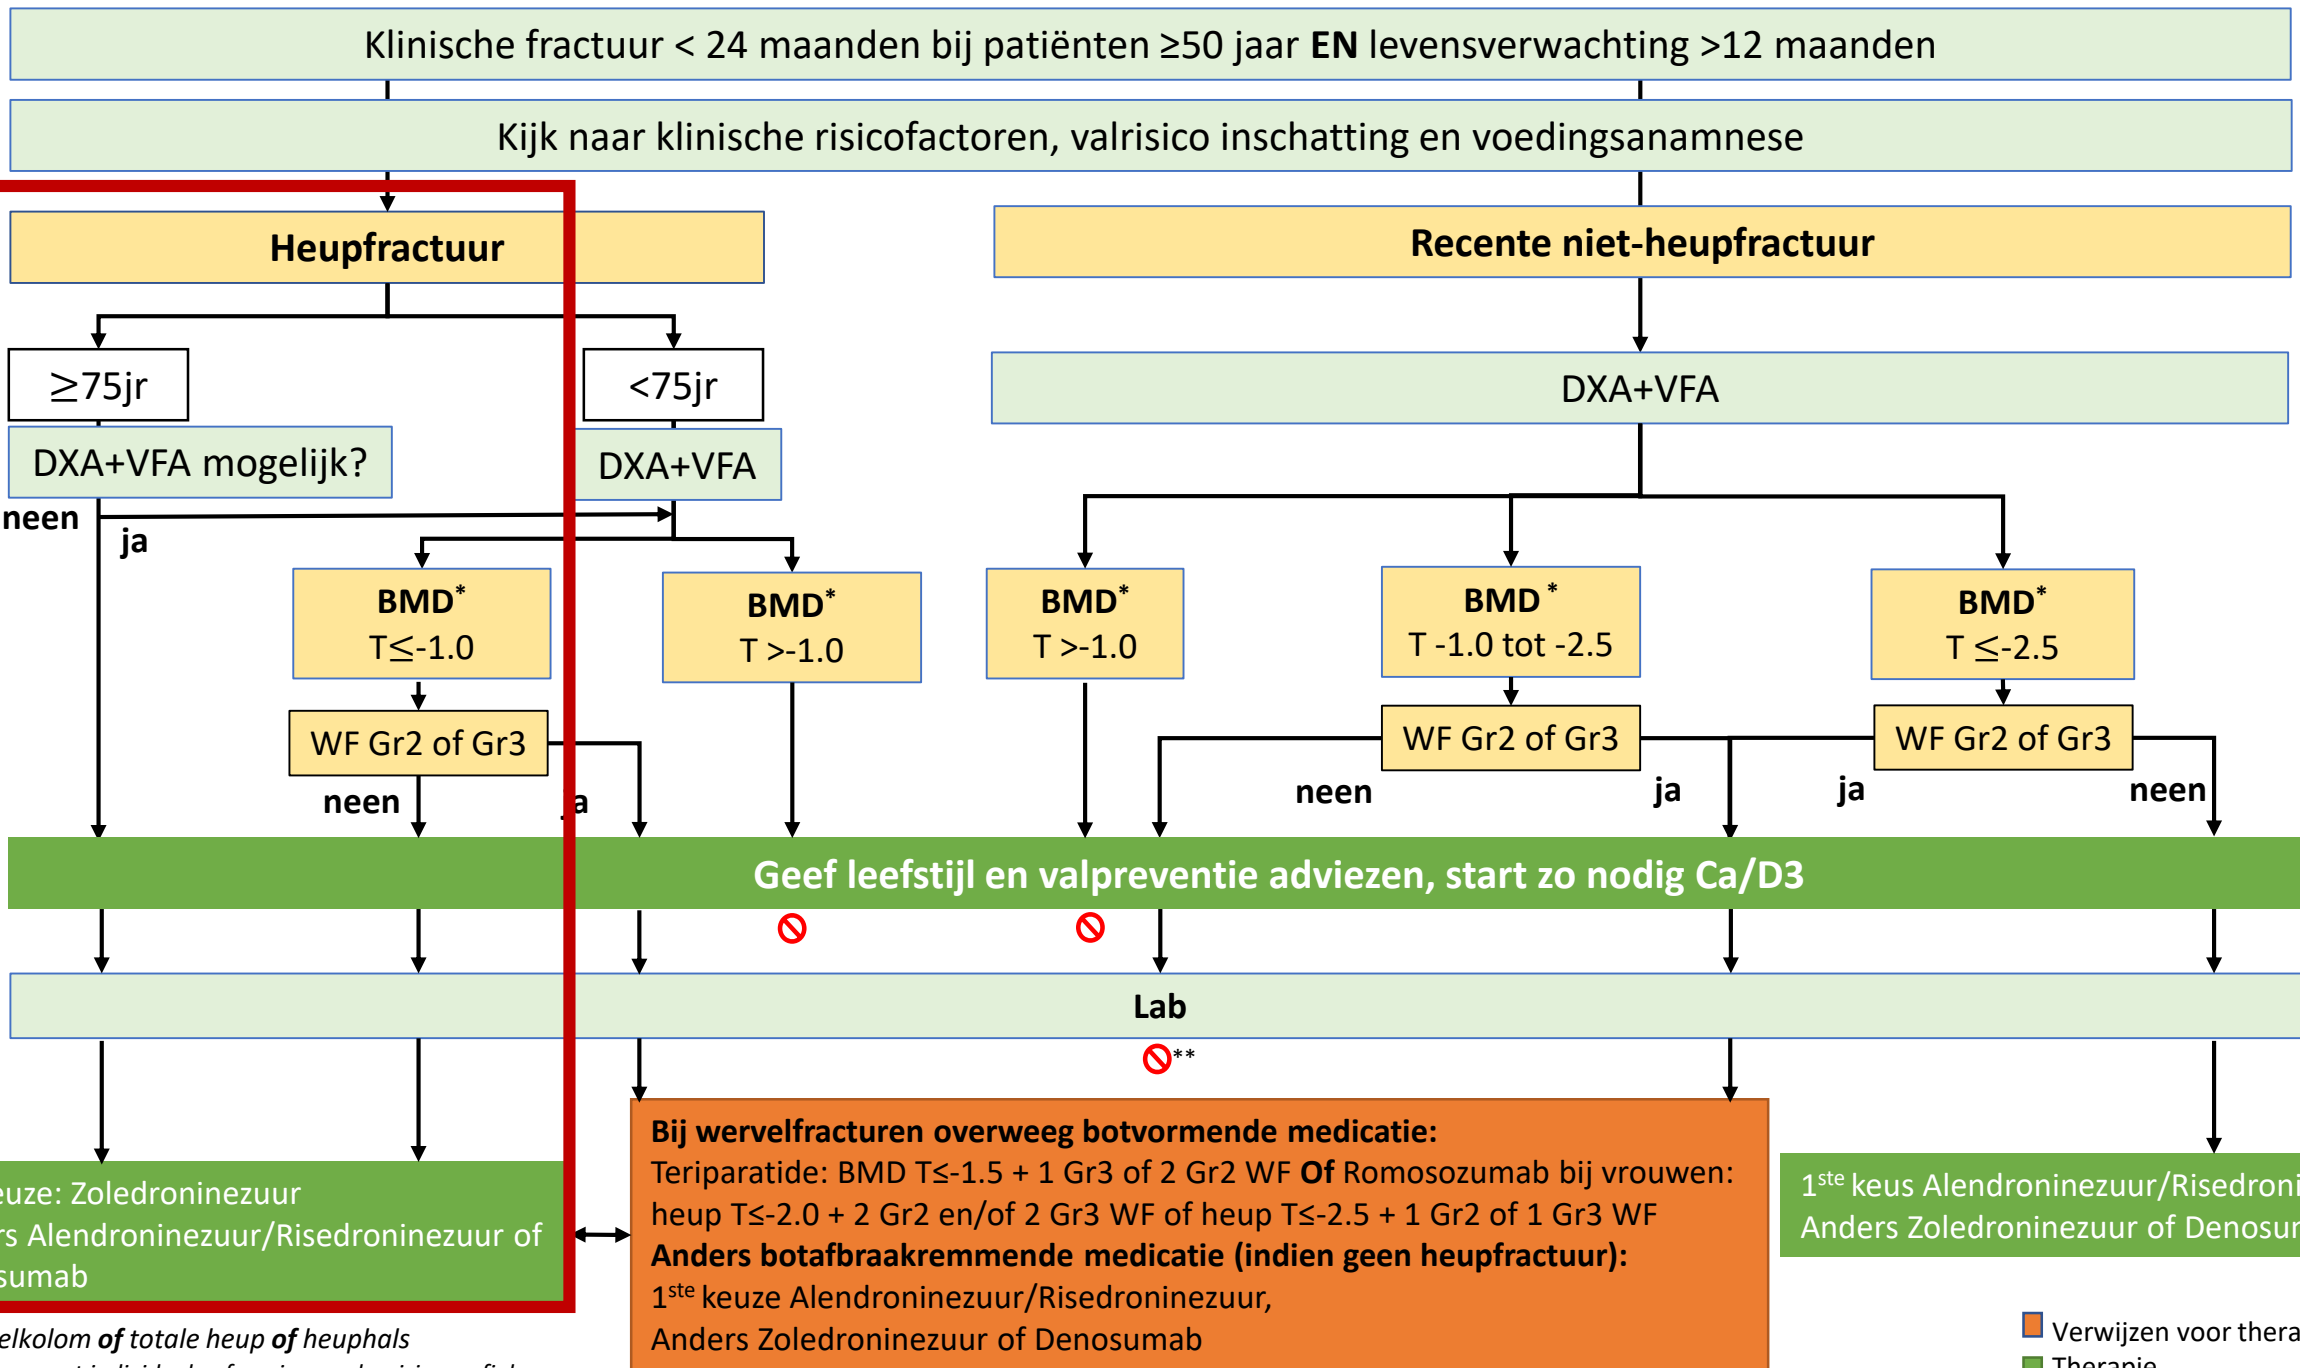 Klinische fractuur < 24 maanden bij patiënten ≥50 jaar EN levensverwachting >12 maanden
Kijk naar klinische risicofactoren, valrisico inschatting en voedingsanamnese
Heupfractuur
Recente niet-heupfractuur
≥75jr
<75jr
DXA+VFA
DXA+VFA mogelijk?
DXA+VFA
neen
ja
BMD*
T≤-1.0
BMD*
T >-1.0
BMD*
T >-1.0
BMD *
T -1.0 tot -2.5
BMD*
T ≤-2.5
WF Gr2 of Gr3
WF Gr2 of Gr3
WF Gr2 of Gr3
neen
ja
neen
ja
ja
neen
Geef leefstijl en valpreventie adviezen, start zo nodig Ca/D3
Lab
**
Bij wervelfracturen overweeg botvormende medicatie:
Teriparatide: BMD T≤-1.5 + 1 Gr3 of 2 Gr2 WF Of Romosozumab bij vrouwen:
heup T≤-2.0 + 2 Gr2 en/of 2 Gr3 WF of heup T≤-2.5 + 1 Gr2 of 1 Gr3 WF
Anders botafbraakremmende medicatie (indien geen heupfractuur):
1ste keuze Alendroninezuur/Risedroninezuur,
Anders Zoledroninezuur of Denosumab
euze: Zoledroninezuur
rs Alendroninezuur/Risedroninezuur of
sumab
1ste keus Alendroninezuur/Risedroni
Anders Zoledroninezuur of Denosu
elkolom of totale heup of heuphals
Verwijzen voor thera
Therapie